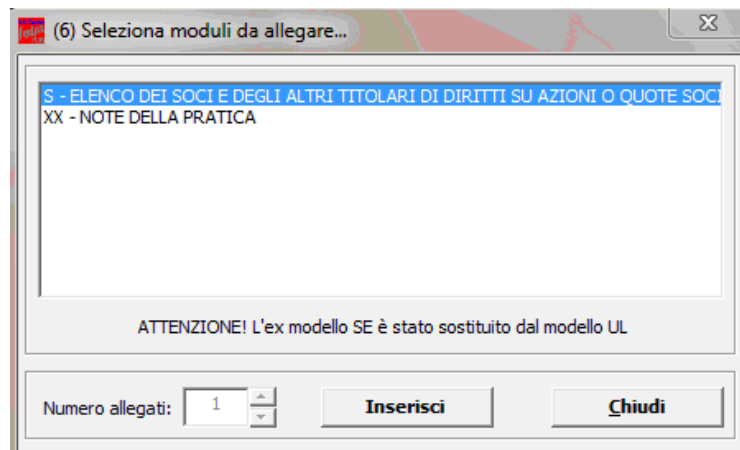 (6) Seleziona moduli da allegare...
S - ELENCO DEI SOCI E DEGLI ALTRI TITOLARI DI DIRITTI SU AZIONI O QUOTE SOCI
XX - NOTE DELLA PRATICA
ATTENZIONE! L'ex modello SE è stato sostituito dal modello UL
Numero allegati: 1 Inserisci Chiudi